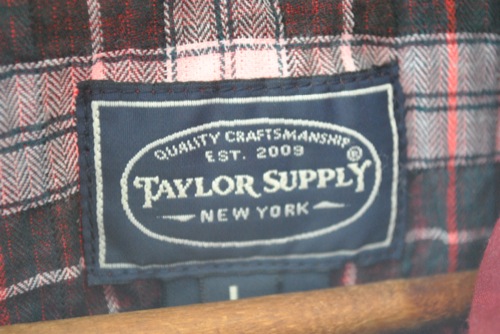 QUALITY CRAFTSMANSHIP
EST. 2009
TAYLOR SUPPLY®
NEW YORK
L